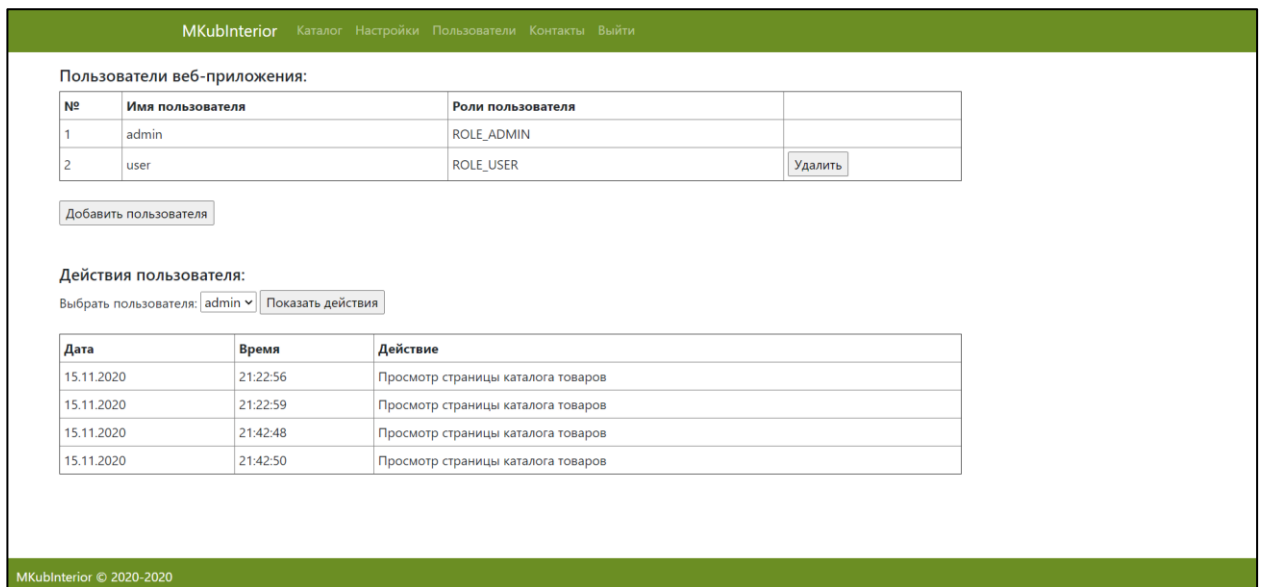 MKubInterior Каталог Настройки Пользователи Контакты Выйти
Пользователи веб-приложения:
№ Имя пользователя Роли пользователя
1 admin ROLE_ADMIN
2 user ROLE_USER Удалить
Добавить пользователя
Действия пользователя:
Выбрать пользователя: admin Показать действия
Дата Время Действие
15.11.2020 21:22:56 Просмотр страницы каталога товаров
15.11.2020 21:22:59 Просмотр страницы каталога товаров
15.11.2020 21:42:48 Просмотр страницы каталога товаров
15.11.2020 21:42:50 Просмотр страницы каталога товаров
MKubInterior © 2020-2020